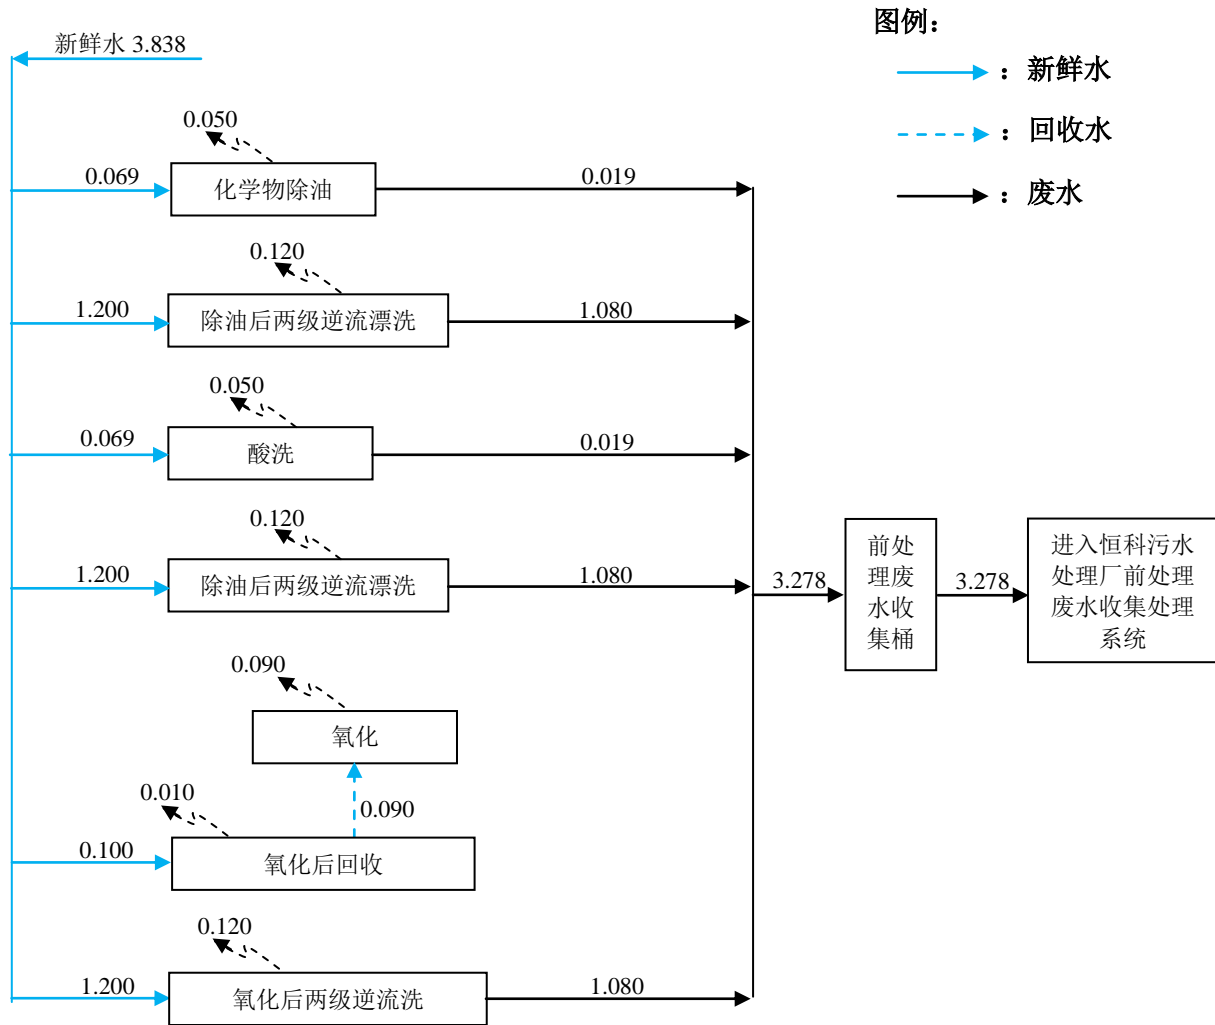 图例：
新鲜水 3.838
：新鲜水
：回收水
：废水
0.050
0.069
化学物除油
0.019
0.120
1.200
除油后两级逆流漂洗
1.080
0.050
0.069
酸洗
0.019
0.120
1.200
除油后两级逆流漂洗
1.080
3.278
前处
理废
水收
集桶
3.278
进入恒科污水
处理厂前处理
废水收集处理
系统
0.090
氧化
0.010
0.090
0.100
氧化后回收
0.120
1.200
氧化后两级逆流洗
1.080